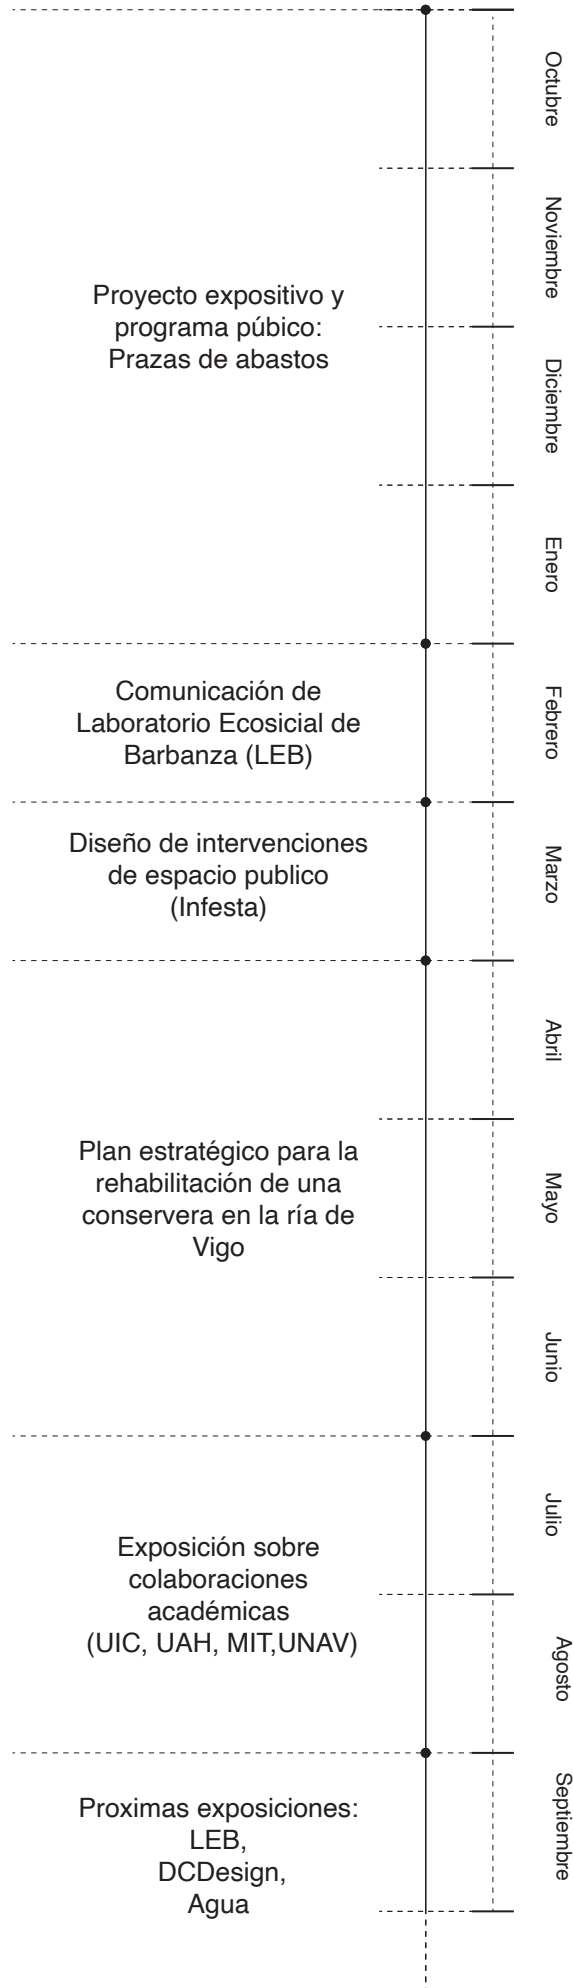 Octubre
Noviembre
Proyecto expositivo y
programa púbico:
Prazas de abastos
Diciembre
Enero
Comunicación de
Laboratorio Ecosicial de
Barbanza (LEB)
Febrero
Diseño de intervenciones
de espacio publico
(Infesta)
Marzo
Abril
Plan estratégico para la
rehabilitación de una
conservera en la ría de
Vigo
Mayo
Junio
Julio
Exposición sobre
colaboraciones
académicas
(UIC, UAH, MIT,UNAV)
Agosto
Proximas exposiciones:
LEB,
DCDesign,
Agua
Septiembre